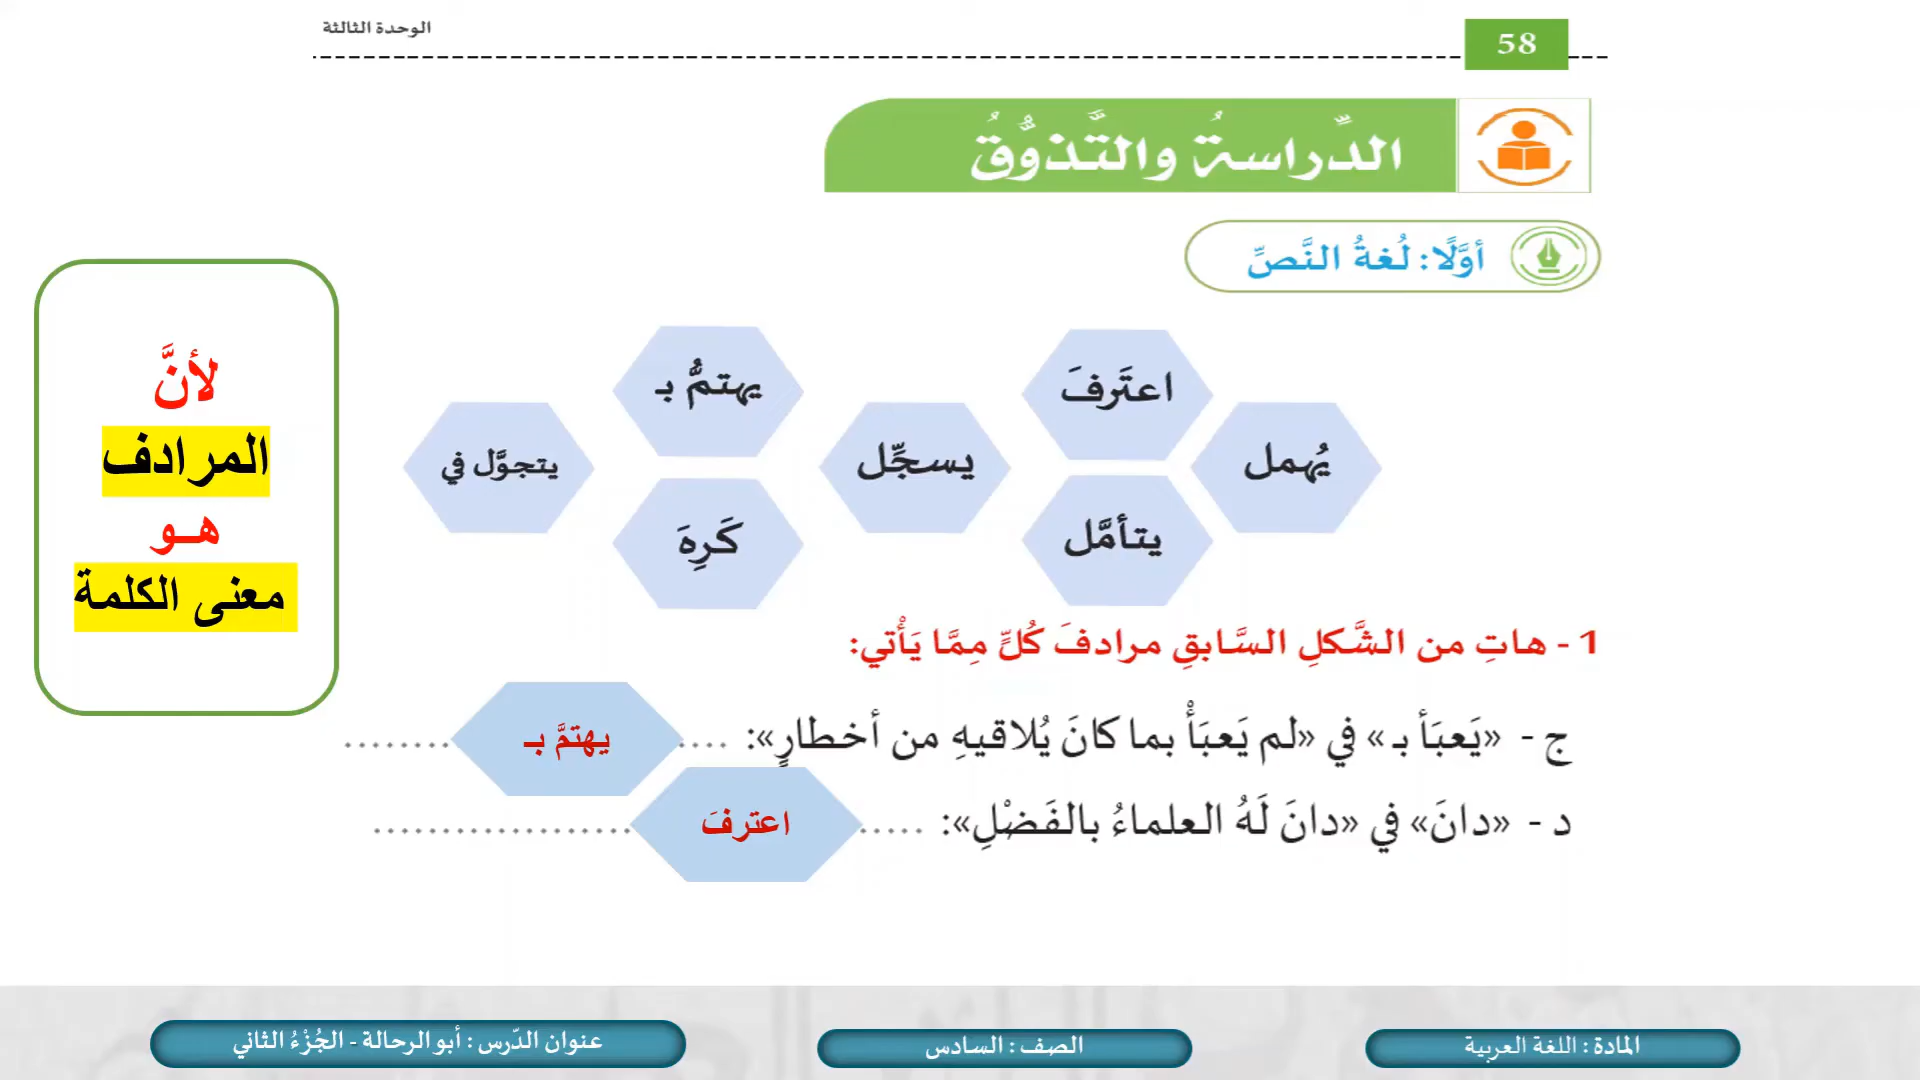 الوحدة الثالثة
58
الدِّراسةُ والتَّذوُّقُ
أوَّلًا: لُغةُ النَّصِّ
اعتَرفَ
يهتمُّ بـ
يُهمل
يسجِّل
يتجوَّل في
يتأمَّل
كَرِهَ
لأنَّ
المرادف
هـو
معنى الكلمة
1 - هاتِ من الشَّكلِ السَّابقِ مرادفَ كُلٍّ مِمَّا يَأْتي:
ج - «يَعبَأ بـ» في «لم يَعبَأْ بما كانَ يُلاقيهِ من أخطارٍ»: .... يهتمَّ بـ .........
د - «دانَ» في «دانَ لَهُ العلماءُ بالفَضْلِ»: ..... اعترفَ ......................
المادة : اللغة العربية
الصف : السادس
عنوان الدّرس : أبو الرحالة - الجُزْءُ الثاني